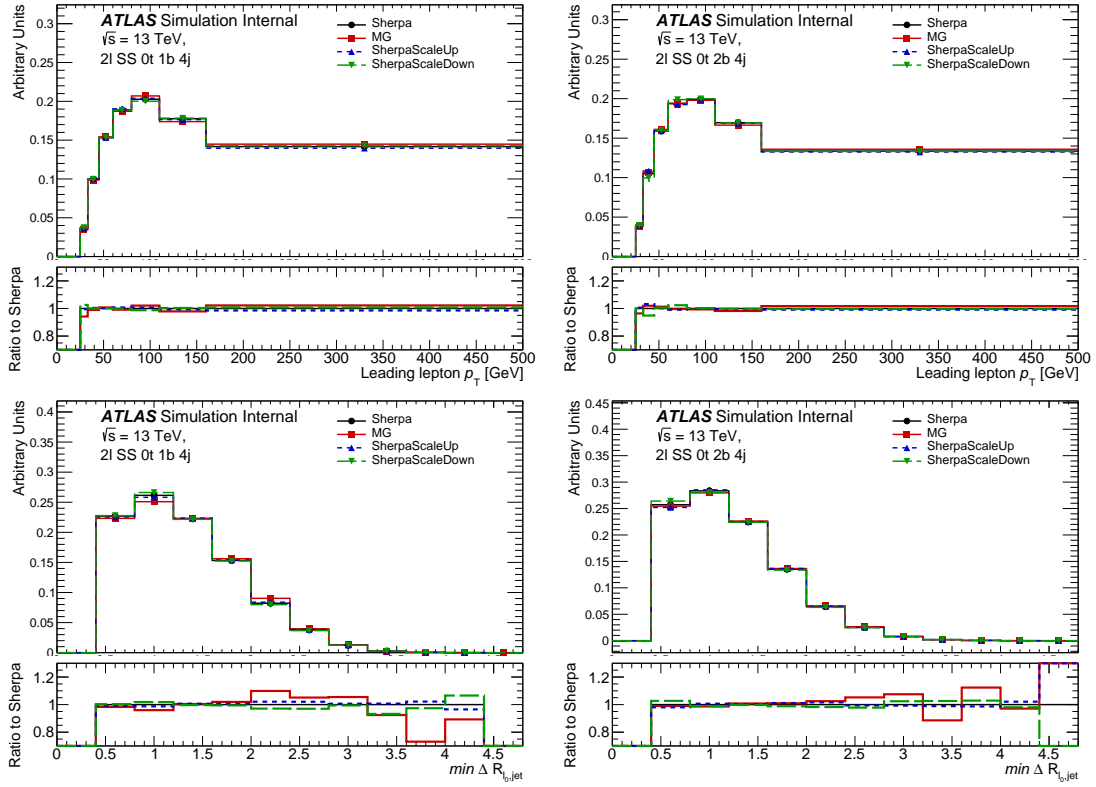 ATLAS Simulation Internal
√s = 13 TeV,
2l SS 0t 1b 4j
Sherpa
MG
SherpaScaleUp
SherpaScaleDown
Arbitrary Units
0.3
0.25
0.2
0.15
0.1
0.05
0
Ratio to Sherpa
1.2
1
0.8
0 50 100 150 200 250 300 350 400 450 500
Leading lepton pT [GeV]
ATLAS Simulation Internal
√s = 13 TeV,
2l SS 0t 2b 4j
Sherpa
MG
SherpaScaleUp
SherpaScaleDown
Arbitrary Units
0.3
0.25
0.2
0.15
0.1
0.05
0
Ratio to Sherpa
1.2
1
0.8
0 50 100 150 200 250 300 350 400 450 500
Leading lepton pT [GeV]
ATLAS Simulation Internal
√s = 13 TeV,
2l SS 0t 1b 4j
Sherpa
MG
SherpaScaleUp
SherpaScaleDown
Arbitrary Units
0.4
0.35
0.3
0.25
0.2
0.15
0.1
0.05
0
Ratio to Sherpa
1.2
1
0.8
0 0.5 1 1.5 2 2.5 3 3.5 4 4.5
min Δ Rl0,jet
ATLAS Simulation Internal
√s = 13 TeV,
2l SS 0t 2b 4j
Sherpa
MG
SherpaScaleUp
SherpaScaleDown
Arbitrary Units
0.45
0.4
0.35
0.3
0.25
0.2
0.15
0.1
0.05
0
Ratio to Sherpa
1.2
1
0.8
0 0.5 1 1.5 2 2.5 3 3.5 4 4.5
min Δ Rl0,jet